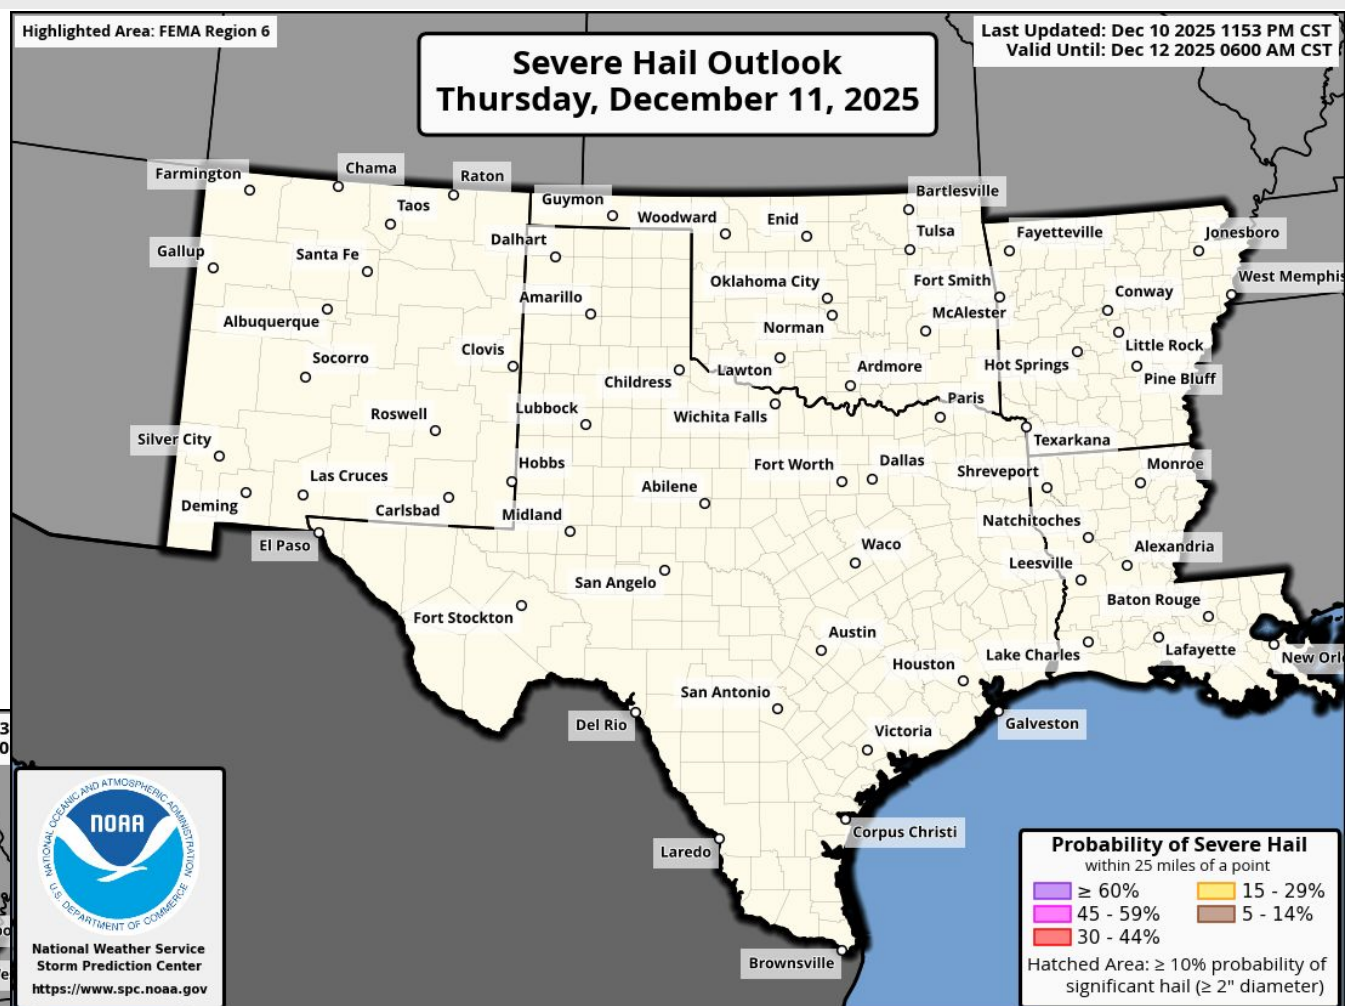 Highlighted Area: FEMA Region 6
Last Updated: Dec 10 2025 1153 PM CST
Valid Until: Dec 12 2025 0600 AM CST
Severe Hail Outlook
Thursday, December 11, 2025
Farmington
Chama
Raton
Taos
Guymon
Woodward
Enid
Bartlesville
Tulsa
Fayetteville
Jonesboro
Gallup
Santa Fe
Dalhart
Oklahoma City
Fort Smith
West Memphis
Albuquerque
Amarillo
Norman
McAlester
Conway
Little Rock
Socorro
Clovis
Childress
Lawton
Ardmore
Hot Springs
Pine Bluff
Roswell
Lubbock
Wichita Falls
Paris
Texarkana
Silver City
Las Cruces
Hobbs
Abilene
Fort Worth
Dallas
Shreveport
Monroe
Deming
Carlsbad
Midland
Natchitoches
El Paso
San Angelo
Waco
Leesville
Alexandria
Fort Stockton
Austin
Baton Rouge
Houston
Lake Charles
Lafayette
New Orl
San Antonio
Del Rio
Victoria
Galveston
Laredo
Corpus Christi
Brownsville
3
0
NATIONAL OCEANIC AND ATMOSPHERIC ADMINISTRATION
NOAA
U.S. DEPARTMENT OF COMMERCE
National Weather Service
Storm Prediction Center
https://www.spc.noaa.gov
Probability of Severe Hail
within 25 miles of a point
≥ 60%
15 - 29%
45 - 59%
5 - 14%
30 - 44%
Hatched Area: ≥ 10% probability of
significant hail (≥ 2" diameter)